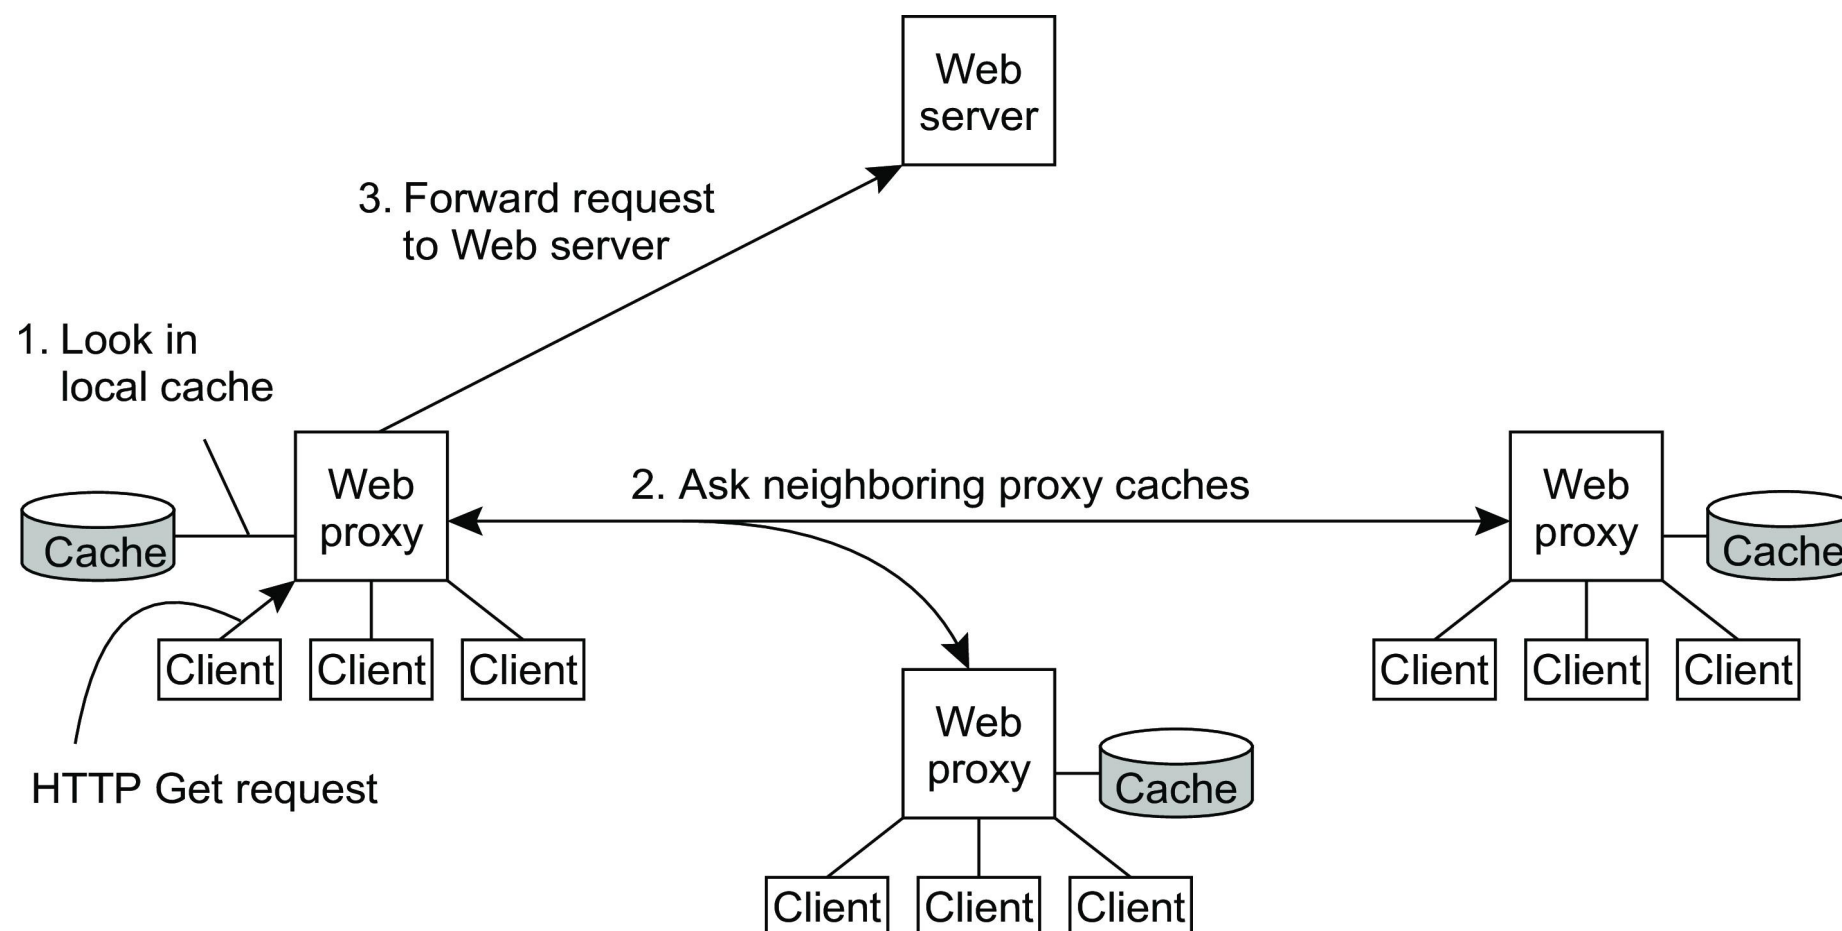 Web
server
3. Forward request
to Web server
1. Look in
local cache
Web
proxy
2. Ask neighboring proxy caches
Web
proxy
Cache
Cache
Client
Client
Client
Client
Client
Client
Web
proxy
Cache
HTTP Get request
Client
Client
Client